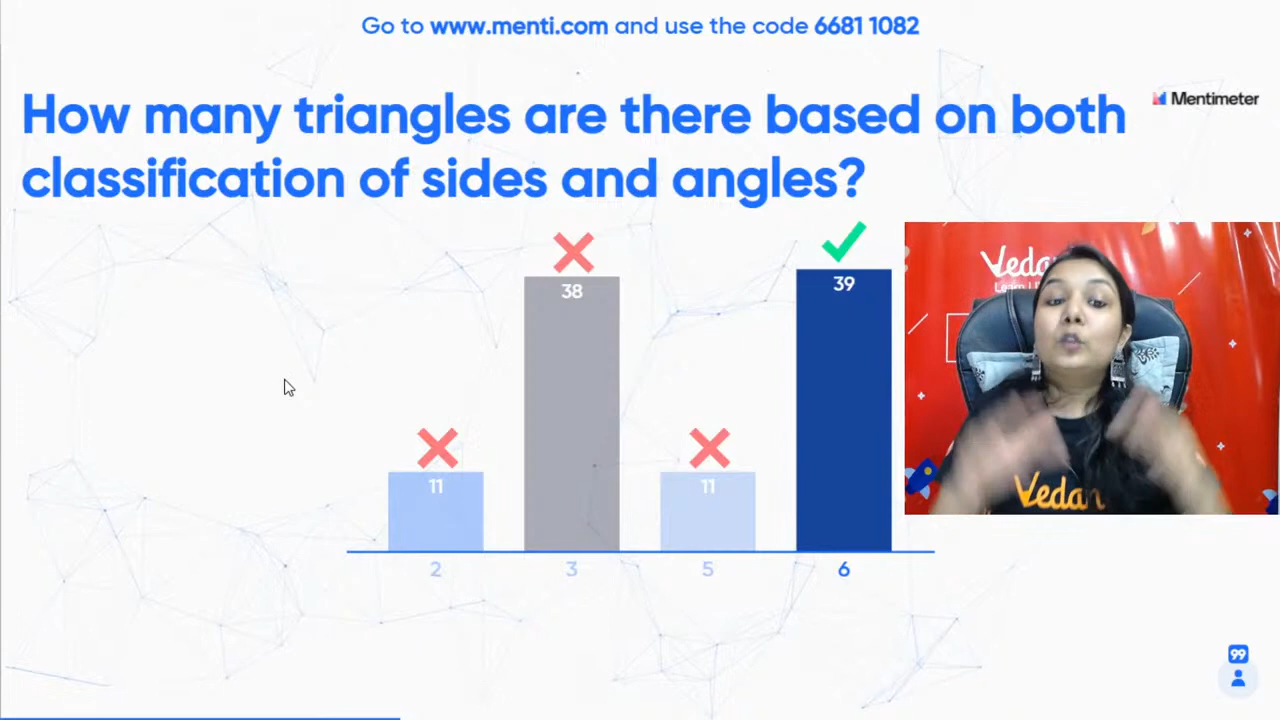 Go to www.menti.com and use the code 6681 1082
How many triangles are there based on both
classification of sides and angles?
Mentimeter
38
39
11
11
2
3
5
6
99